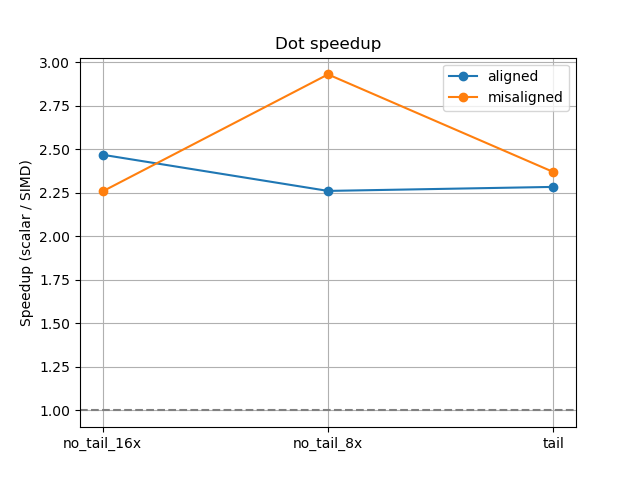 Dot speedup
aligned
misaligned
Speedup (scalar / SIMD)
3.00
2.75
2.50
2.25
2.00
1.75
1.50
1.25
1.00
no_tail_16x
no_tail_8x
tail